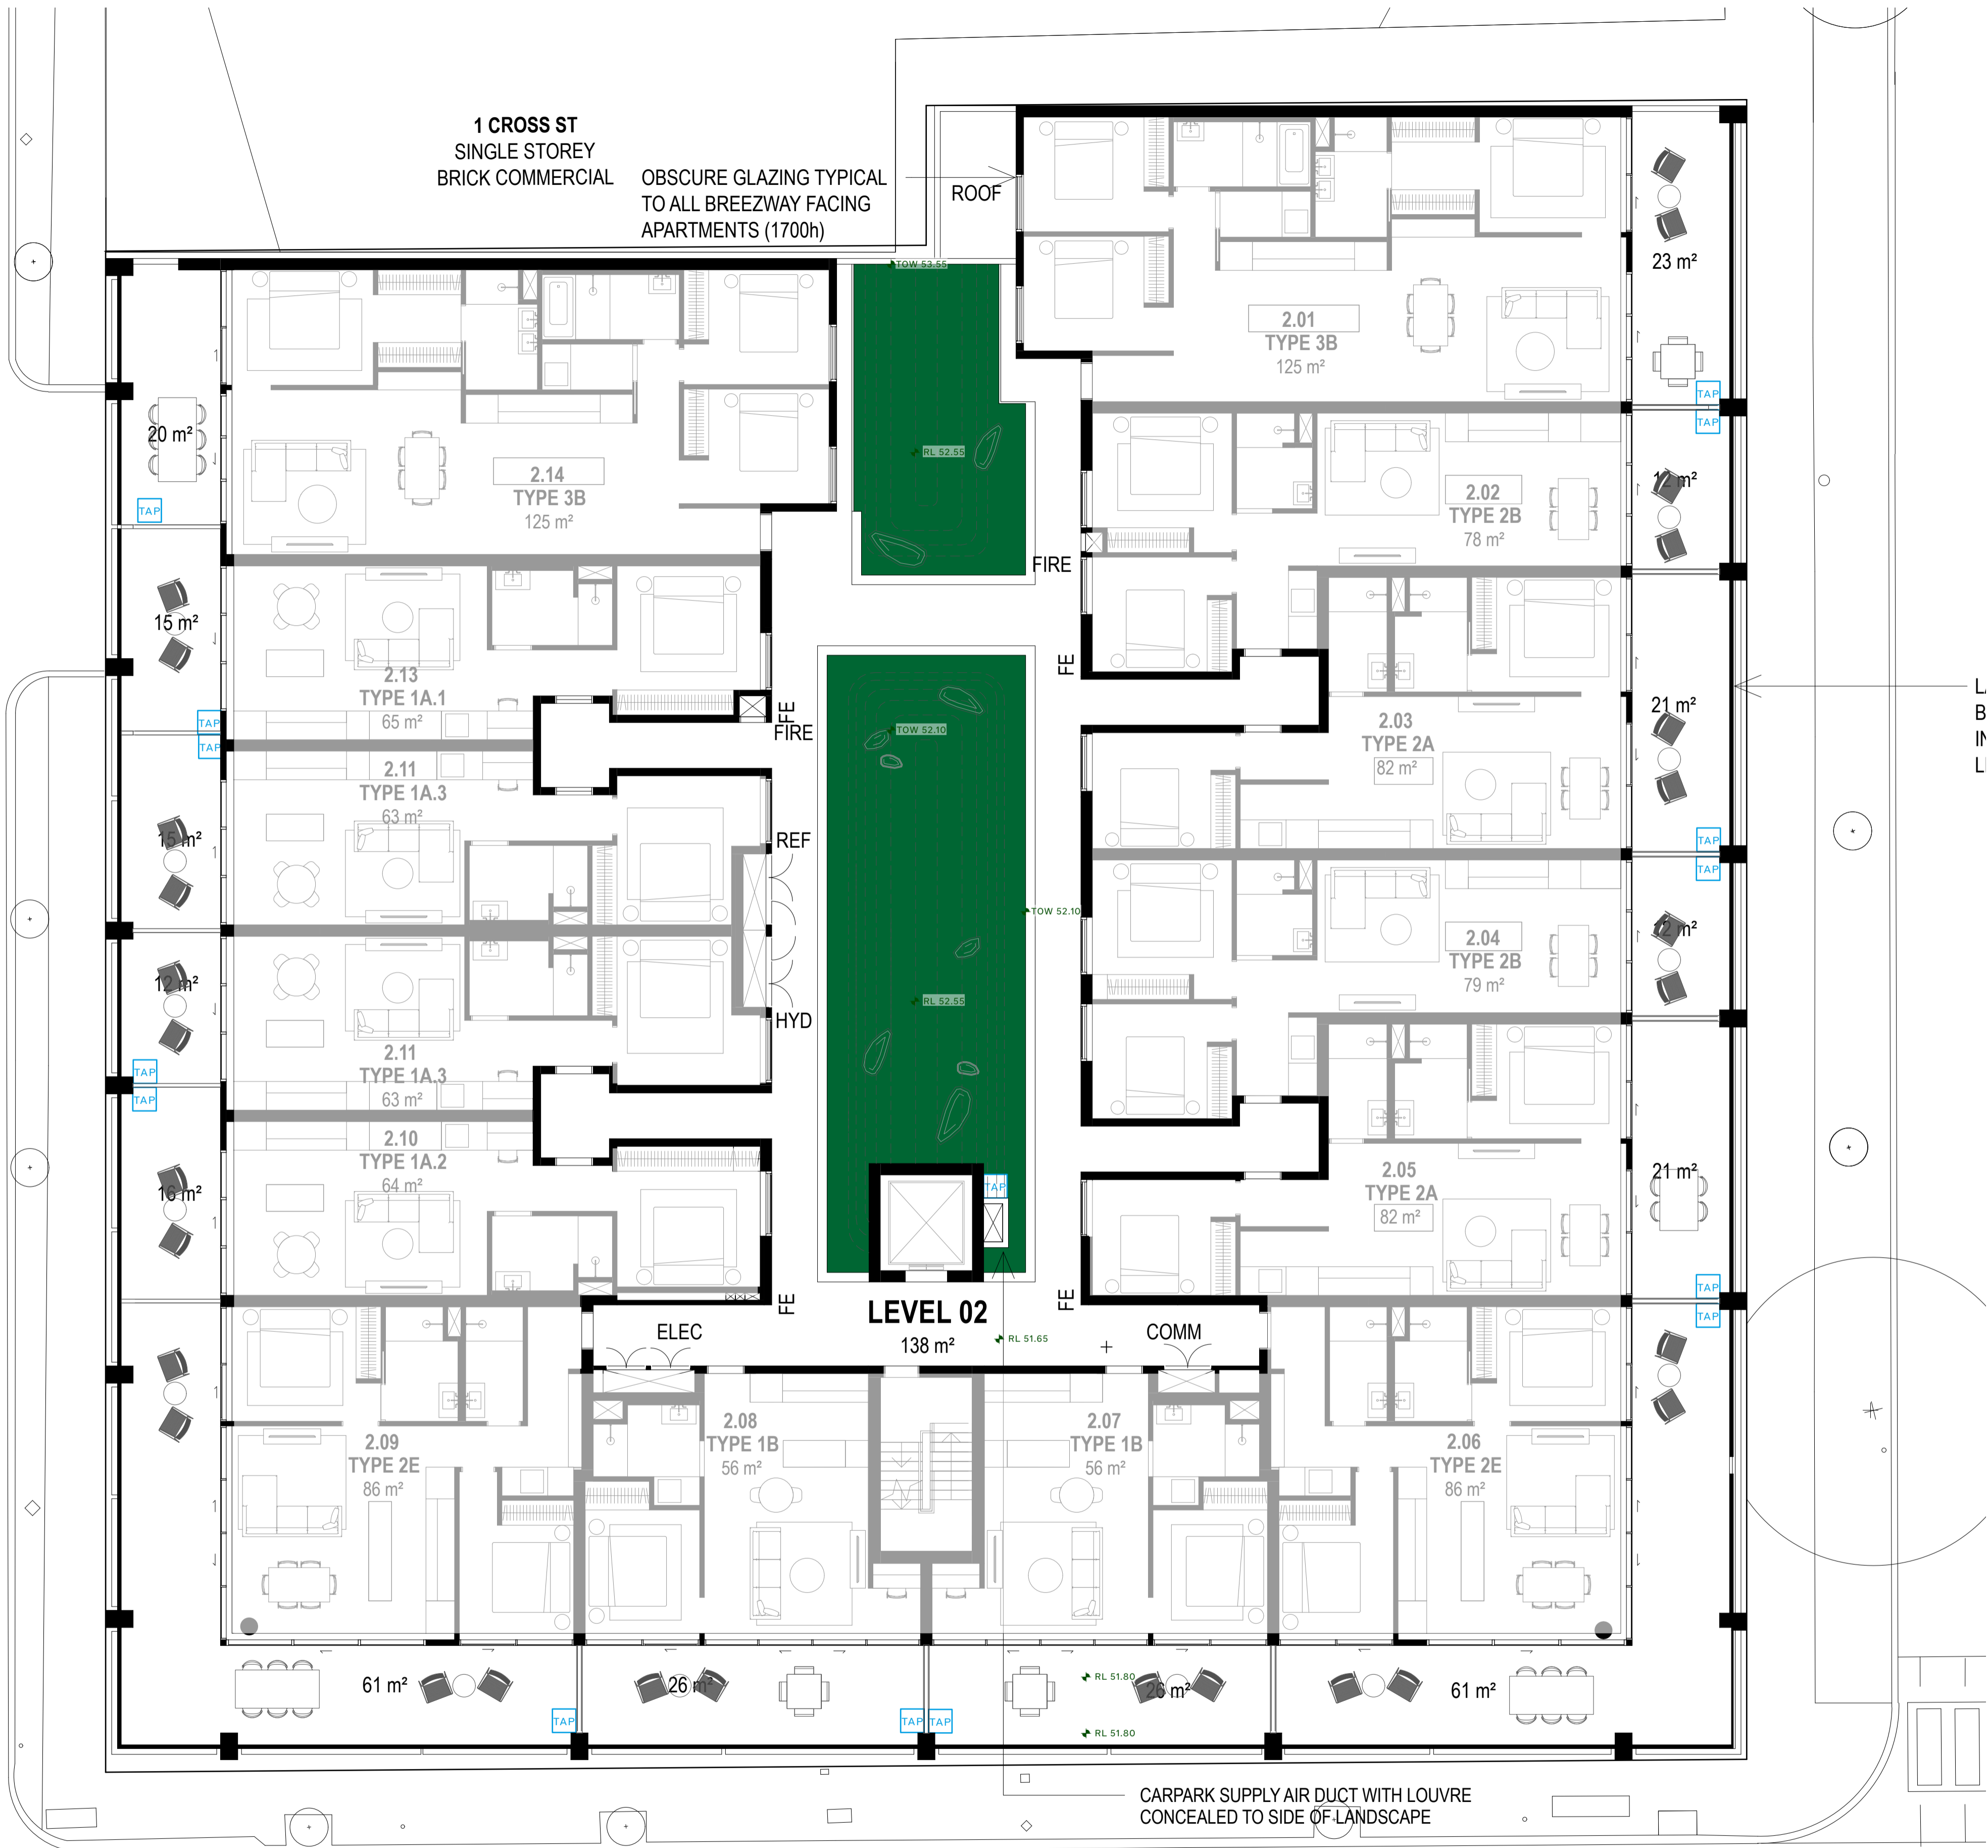 1 CROSS ST
SINGLE STOREY
BRICK COMMERCIAL
OBSCURE GLAZING TYPICAL
TO ALL BREEZWAY FACING
APARTMENTS (1700h)
ROOF
TOW 53.55
23 m²
2.01
TYPE 3B
125 m²
TAP
TAP
20 m²
RL 52.55
2.14
TYPE 3B
125 m²
TAP
2.02
TYPE 2B
78 m²
12 m²
FIRE
15 m²
2.13
TYPE 1A.1
65 m²
FE
FIRE
FE
TAP
TAP
TOW 52.10
2.03
TYPE 2A
82 m²
21 m²
2.11
TYPE 1A.3
63 m²
15 m²
REF
TAP
TAP
TOW 52.10
2.04
TYPE 2B
79 m²
12 m²
12 m²
RL 52.55
HYD
2.11
TYPE 1A.3
63 m²
TAP
TAP
2.10
TYPE 1A.2
64 m²
16 m²
TAP
2.05
TYPE 2A
82 m²
21 m²
TAP
TAP
FE
LEVEL 02
138 m²
FE
ELEC
RL 51.65
COMM
2.09
TYPE 2E
86 m²
2.08
TYPE 1B
56 m²
2.07
TYPE 1B
56 m²
2.06
TYPE 2E
86 m²
61 m²
26 m²
RL 51.80
26 m²
61 m²
TAP
TAP
TAP
RL 51.80
CARPARK SUPPLY AIR DUCT WITH LOUVRE
CONCEALED TO SIDE OF LANDSCAPE